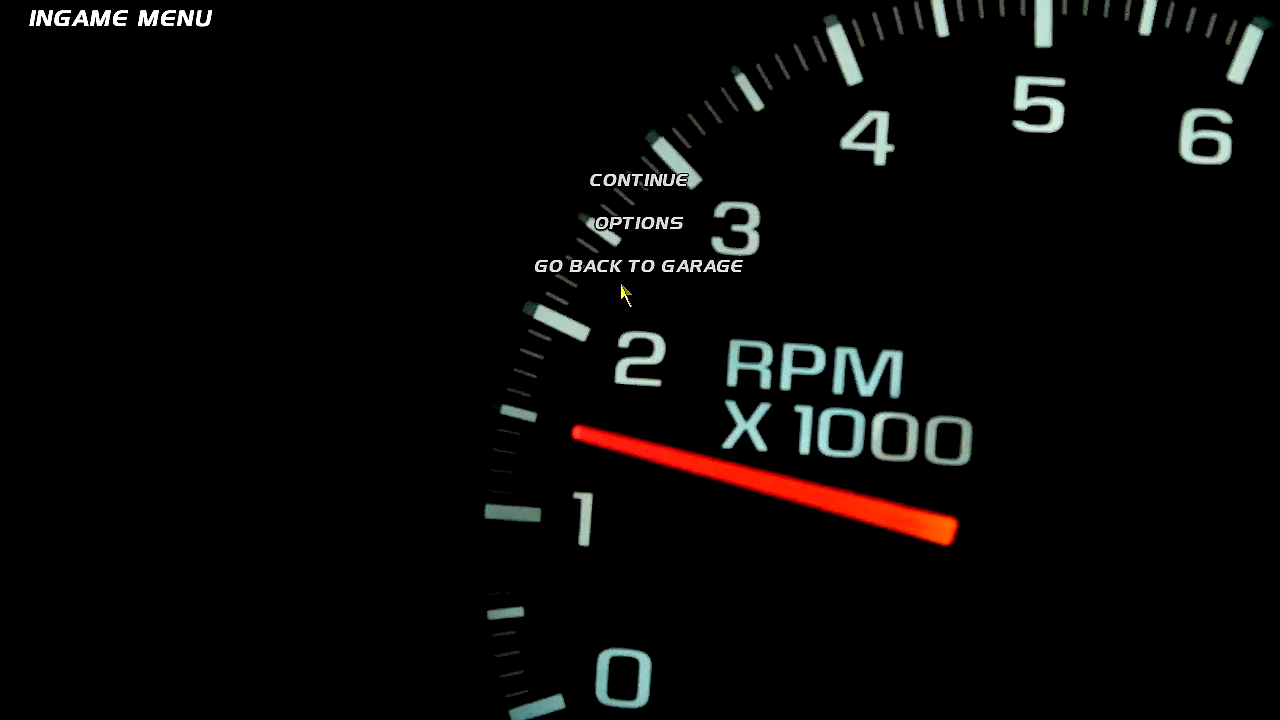 INGAME MENU
CONTINUE
OPTIONS
GO BACK TO GARAGE
0
1
2
3
4
5
6
RPM
X 1000